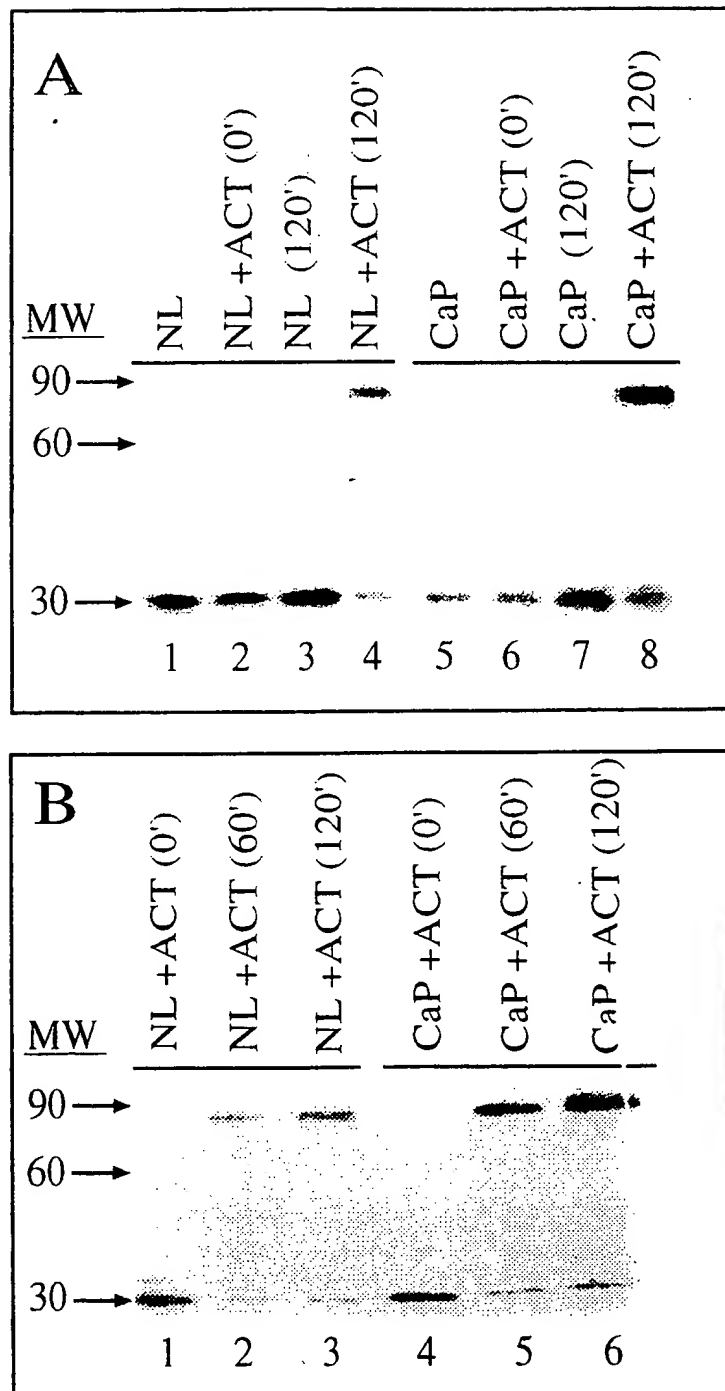 A
NL
NL +ACT (0')
NL (120')
NL +ACT (120')
CaP
CaP +ACT (0')
CaP (120')
CaP +ACT (120')
MW
90
60
30
1 2 3 4 5 6 7 8
B
NL +ACT (0')
NL +ACT (60')
NL +ACT (120')
CaP +ACT (0')
CaP +ACT (60')
CaP +ACT (120')
MW
90
60
30
1 2 3 4 5 6